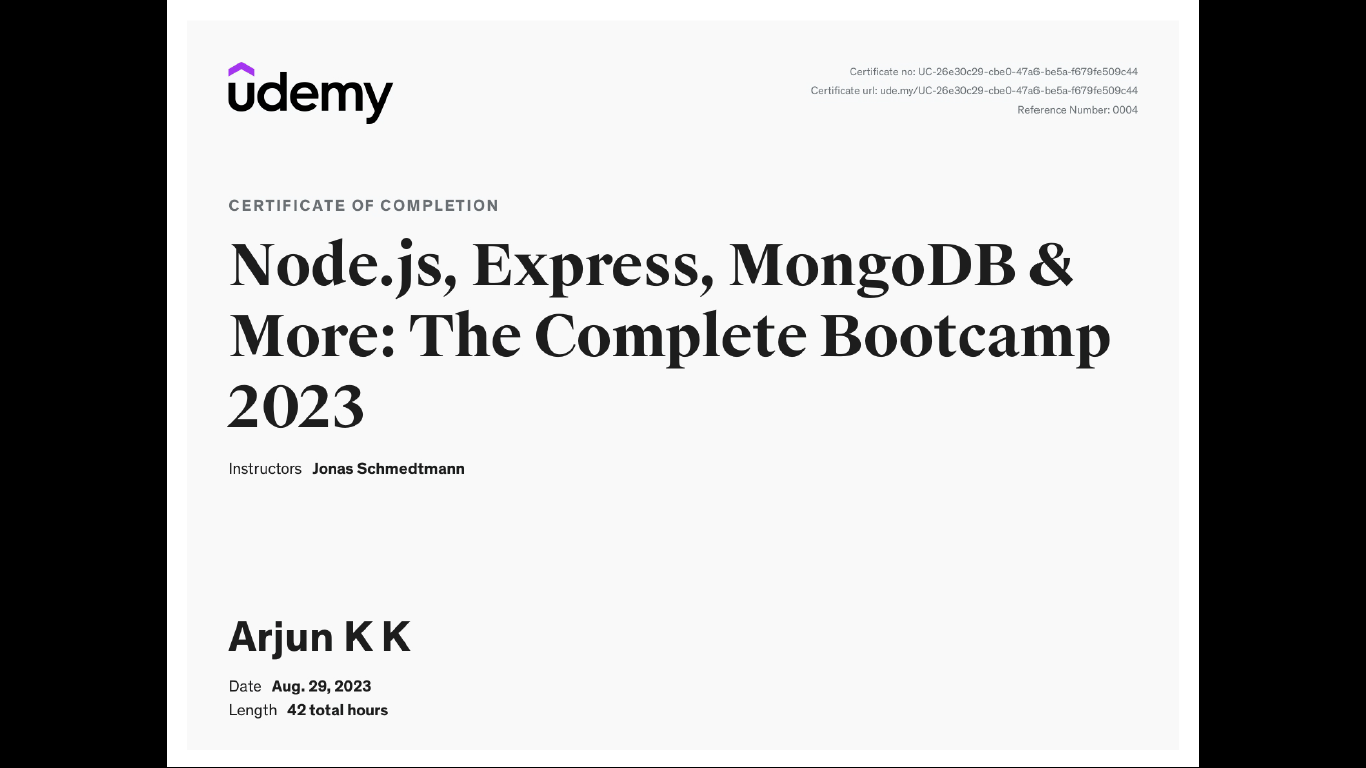 udemy
Certificate no: UC-26e30c29-cbe0-47a6-be5a-f679fe509c44
Certificate url: ude.my/UC-26e30c29-cbe0-47a6-be5a-f679fe509c44
Reference Number: 0004
CERTIFICATE OF COMPLETION
Node.js, Express, MongoDB &
More: The Complete Bootcamp
2023
Instructors Jonas Schmedtmann
Arjun K K
Date Aug. 29, 2023
Length 42 total hours